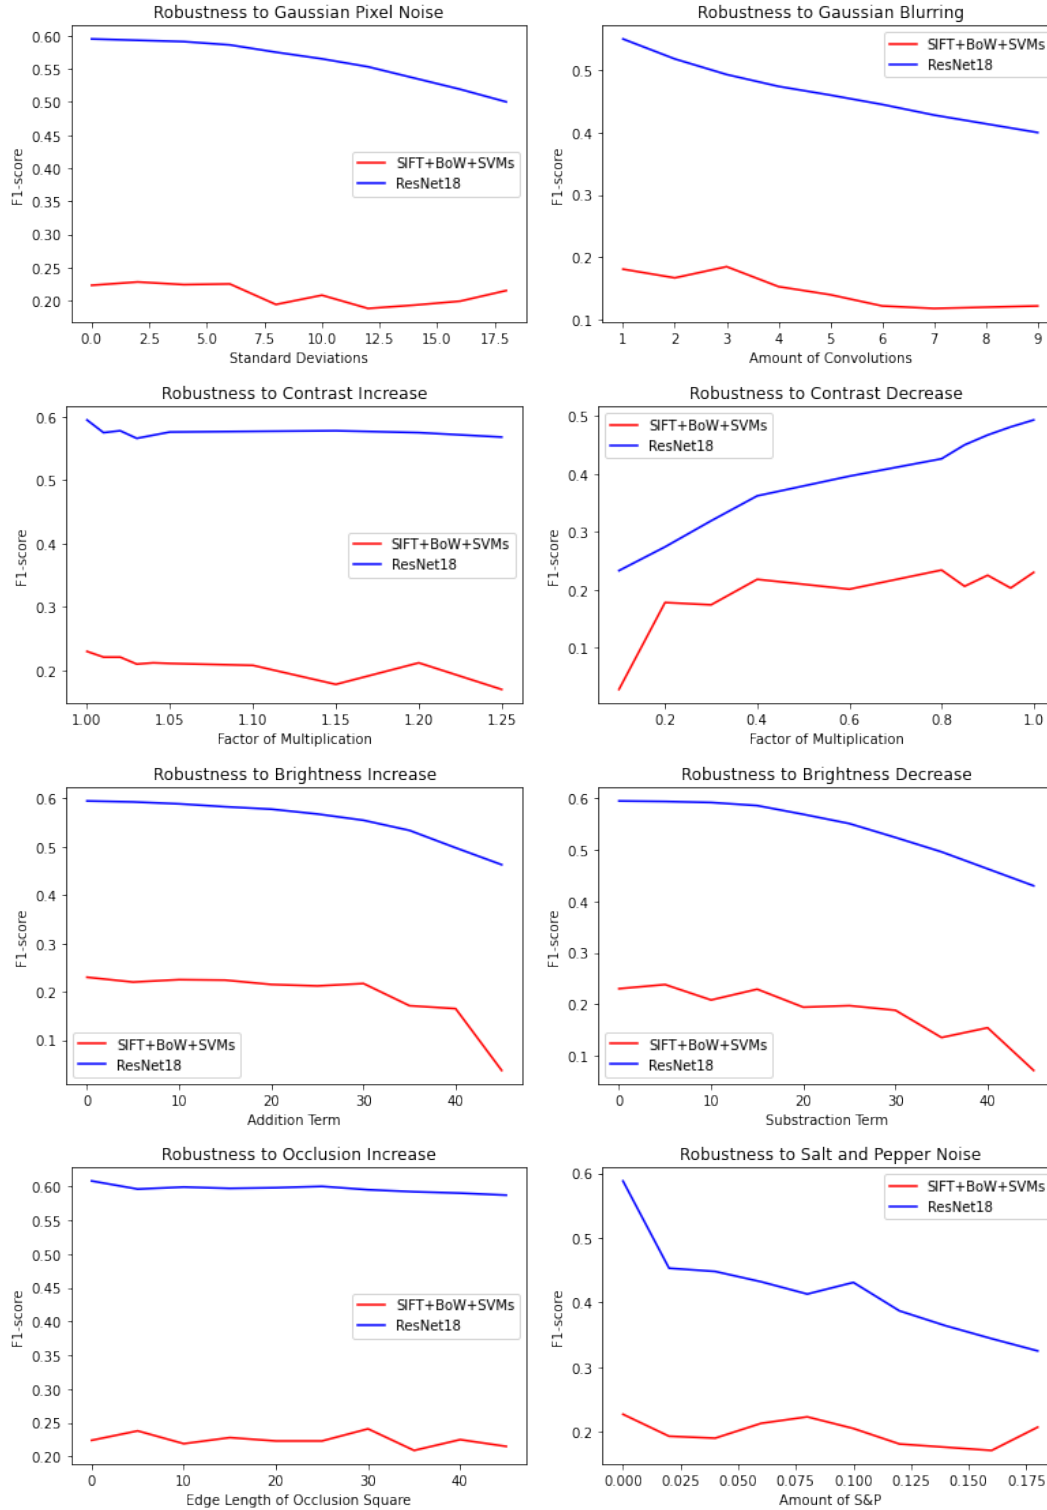 Robustness to Gaussian Pixel Noise
F1-score
0.60
0.55
0.50
0.45
0.40
0.35
0.30
0.25
0.20
SIFT+BoW+SVMs
ResNet18
0.0 2.5 5.0 7.5 10.0 12.5 15.0 17.5
Standard Deviations
Robustness to Gaussian Blurring
F1-score
0.5
0.4
0.3
0.2
0.1
SIFT+BoW+SVMs
ResNet18
1 2 3 4 5 6 7 8 9
Amount of Convolutions
Robustness to Contrast Increase
F1-score
0.6
0.5
0.4
0.3
0.2
SIFT+BoW+SVMs
ResNet18
1.00 1.05 1.10 1.15 1.20 1.25
Factor of Multiplication
Robustness to Contrast Decrease
F1-score
0.5
0.4
0.3
0.2
0.1
SIFT+BoW+SVMs
ResNet18
0.2 0.4 0.6 0.8 1.0
Factor of Multiplication
Robustness to Brightness Increase
F1-score
0.6
0.5
0.4
0.3
0.2
0.1
SIFT+BoW+SVMs
ResNet18
0 10 20 30 40
Addition Term
Robustness to Brightness Decrease
F1-score
0.6
0.5
0.4
0.3
0.2
0.1
SIFT+BoW+SVMs
ResNet18
0 10 20 30 40
Substraction Term
Robustness to Occlusion Increase
F1-score
0.60
0.55
0.50
0.45
0.40
0.35
0.30
0.25
0.20
SIFT+BoW+SVMs
ResNet18
0 10 20 30 40
Edge Length of Occlusion Square
Robustness to Salt and Pepper Noise
F1-score
0.6
0.5
0.4
0.3
0.2
SIFT+BoW+SVMs
ResNet18
0.000 0.025 0.050 0.075 0.100 0.125 0.150 0.175
Amount of S&P